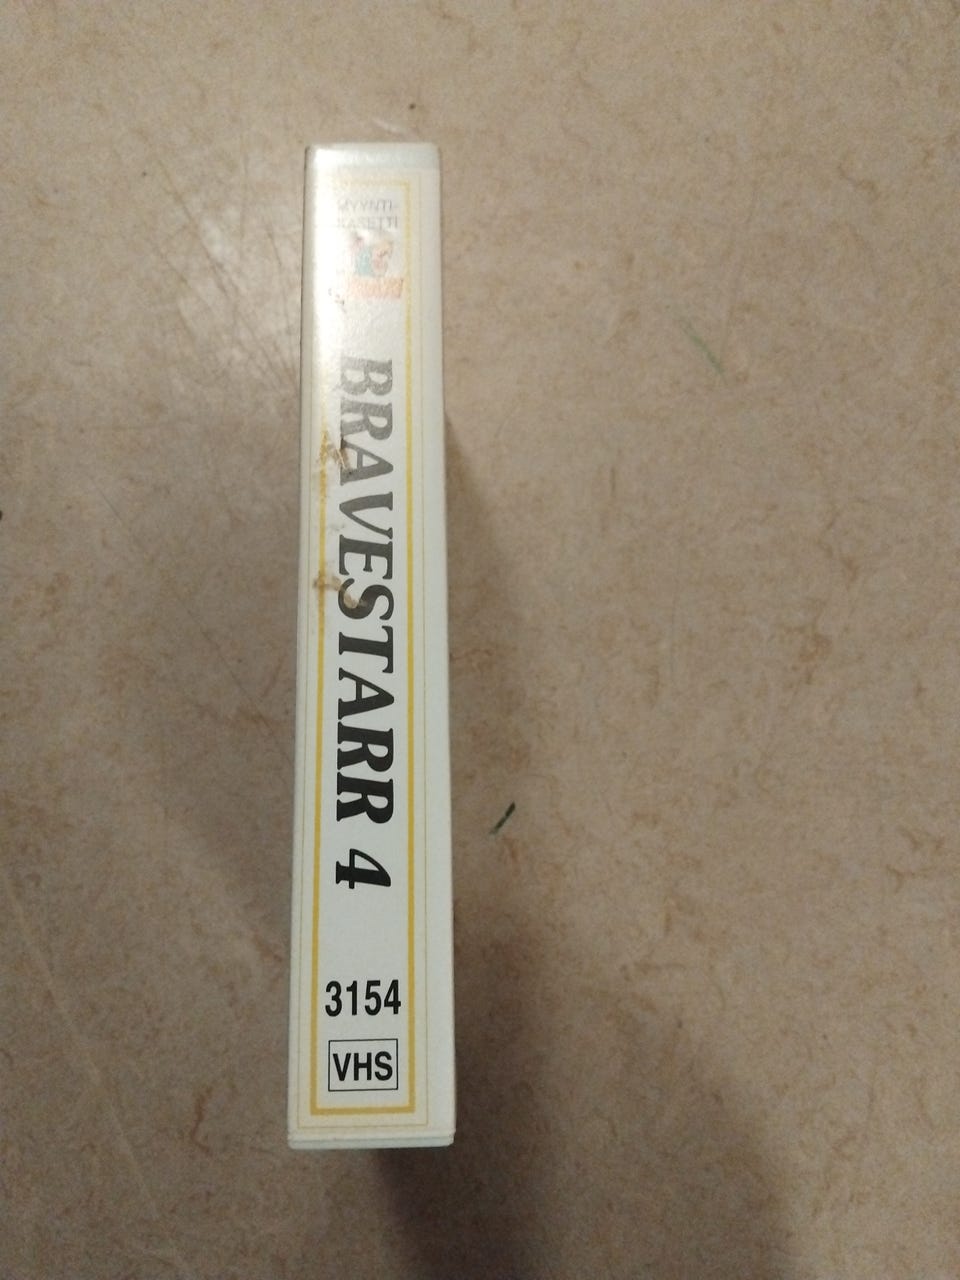 MYYNTI-
KASETTI
BRAVESTARR 4
3154
VHS